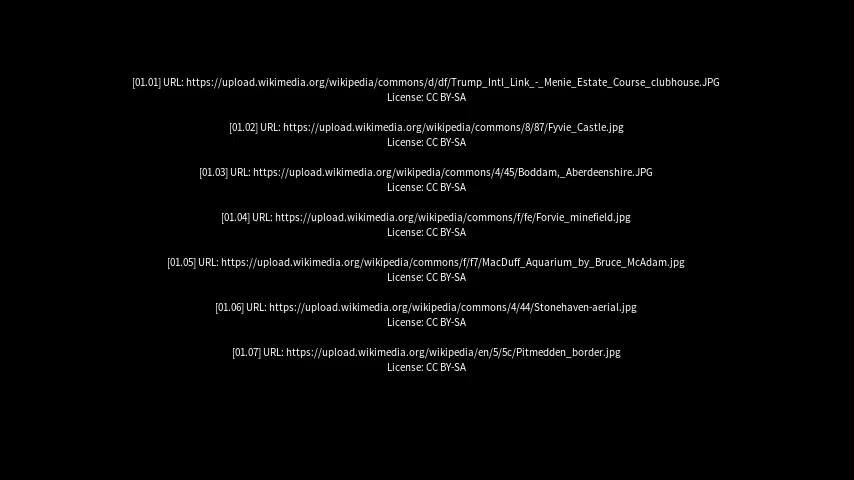 [01.01] URL: https://upload.wikimedia.org/wikipedia/commons/d/df/Trump_Intl_Link_-_Menie_Estate_Course_clubhouse.JPG
License: CC BY-SA
[01.02] URL: https://upload.wikimedia.org/wikipedia/commons/8/87/Fyvie_Castle.jpg
License: CC BY-SA
[01.03] URL: https://upload.wikimedia.org/wikipedia/commons/4/45/Boddam,_Aberdeenshire.JPG
License: CC BY-SA
[01.04] URL: https://upload.wikimedia.org/wikipedia/commons/f/fe/Forvie_minefield.jpg
License: CC BY-SA
[01.05] URL: https://upload.wikimedia.org/wikipedia/commons/f/f7/MacDuff_Aquarium_by_Bruce_McAdam.jpg
License: CC BY-SA
[01.06] URL: https://upload.wikimedia.org/wikipedia/commons/4/44/Stonehaven-aerial.jpg
License: CC BY-SA
[01.07] URL: https://upload.wikimedia.org/wikipedia/en/5/5c/Pitmedden_border.jpg
License: CC BY-SA